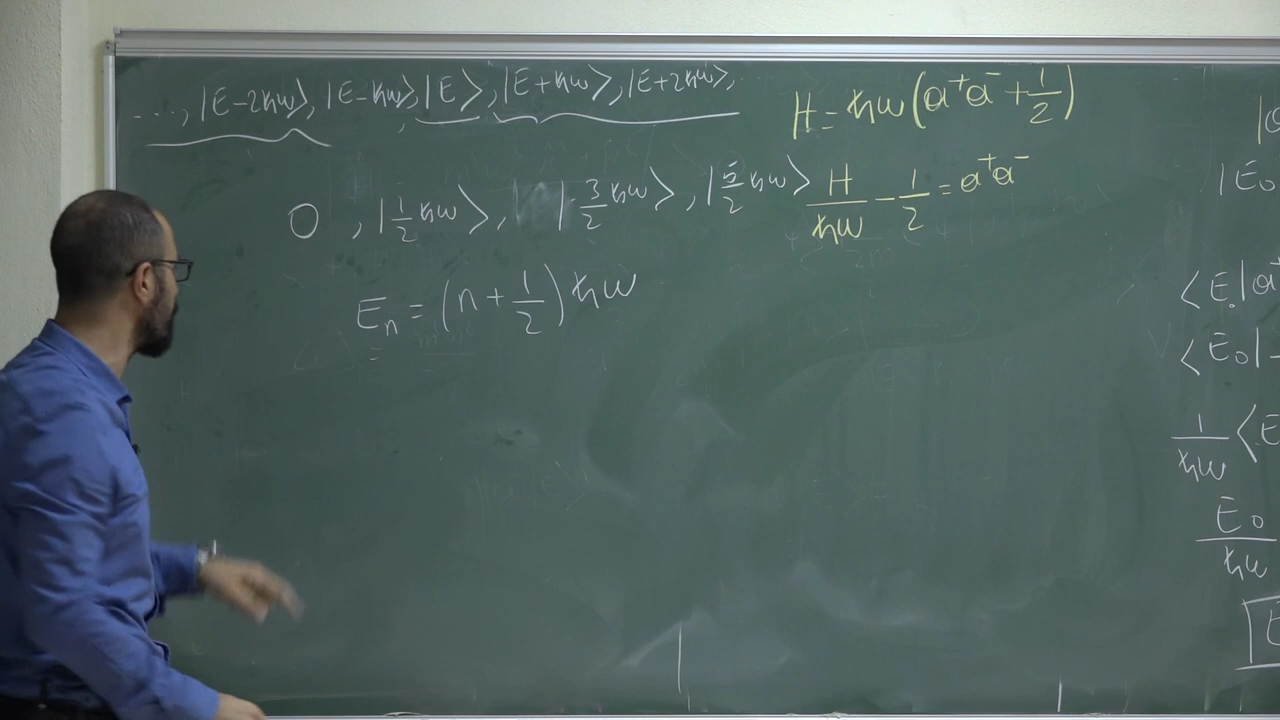 ..., |E-2ħω⟩, |E-ħω⟩, |E⟩, |E+ħω⟩, |E+2ħω⟩,
H=ħω(a⁺a⁻+1/2)
0 , |1/2 ħω⟩, |3/2 ħω⟩, |5/2 ħω⟩
H/ħω - 1/2 = a⁺a⁻
Eₙ = (n+1/2)ħω
|E₀
⟨E₀|a
⟨E₀|
1/ħω ⟨E
E₀/ħω